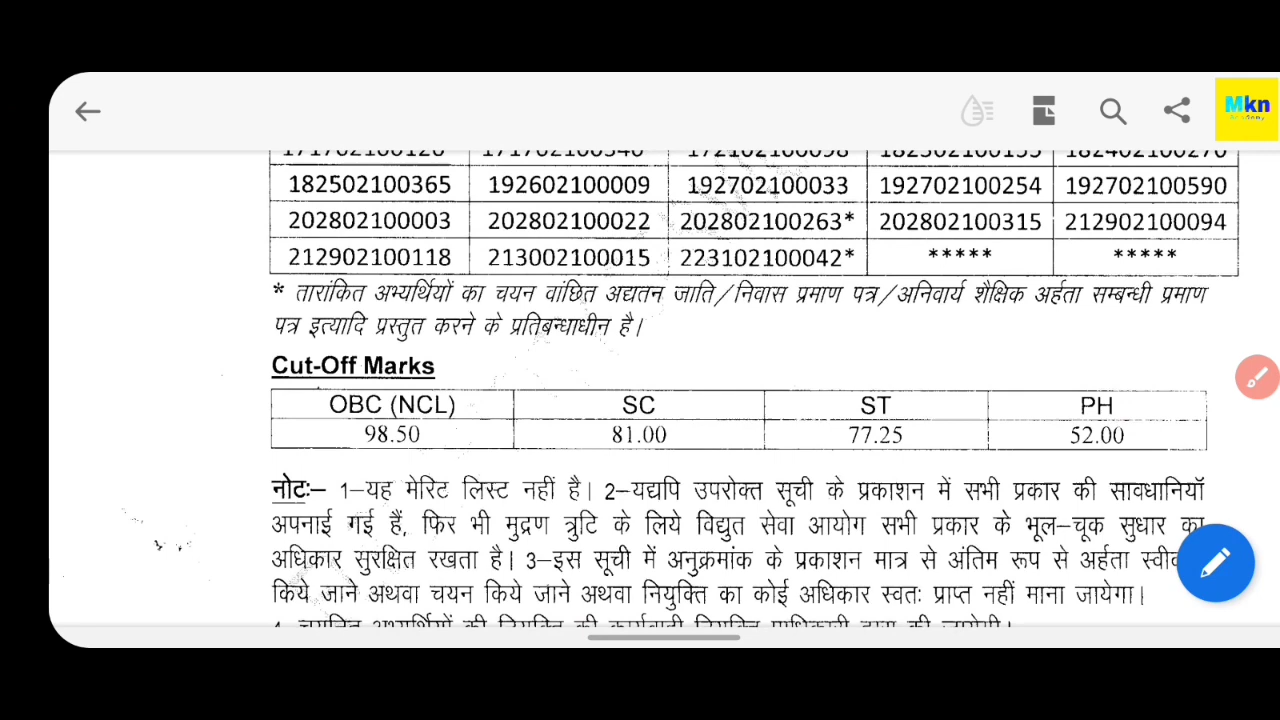 Mkn
182502100365 192602100009 192702100033 192702100254 192702100590
202802100003 202802100022 202802100263* 202802100315 212902100094
212902100118 213002100015 223102100042* ***** *****
* तारांकित अभ्यर्थियों का चयन वांछित अद्यतन जाति/निवास प्रमाण पत्र/अनिवार्य शैक्षिक अर्हता सम्बन्धी प्रमाण
पत्र इत्यादि प्रस्तुत करने के प्रतिबन्धाधीन है।
Cut-Off Marks
OBC (NCL) SC ST PH
98.50 81.00 77.25 52.00
नोटः– 1–यह मेरिट लिस्ट नहीं है। 2–यद्यपि उपरोक्त सूची के प्रकाशन में सभी प्रकार की सावधानियॉ
अपनाई गई हैं, फिर भी मुद्रण त्रुटि के लिये विद्युत सेवा आयोग सभी प्रकार के भूल–चूक सुधार का
अधिकार सुरक्षित रखता है। 3–इस सूची में अनुक्रमांक के प्रकाशन मात्र से अंतिम रूप से अर्हता
किये जाने अथवा चयन किये जाने अथवा नियुक्ति का कोई अधिकार स्वतः प्राप्त नहीं माना जायेगा।